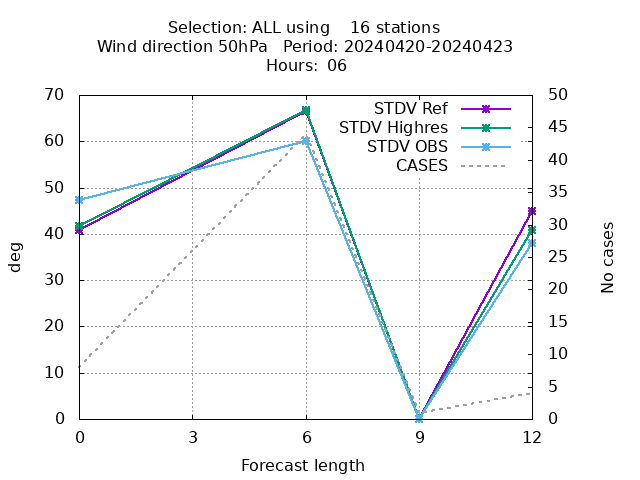 Selection: ALL using    16 stations
Wind direction 50hPa   Period: 20240420-20240423
Hours: 06
70
60
50
40
30
20
10
0
50
45
40
35
30
25
20
15
10
5
0
STDV Ref
STDV Highres
STDV OBS
CASES
deg
No cases
0 3 6 9 12
Forecast length